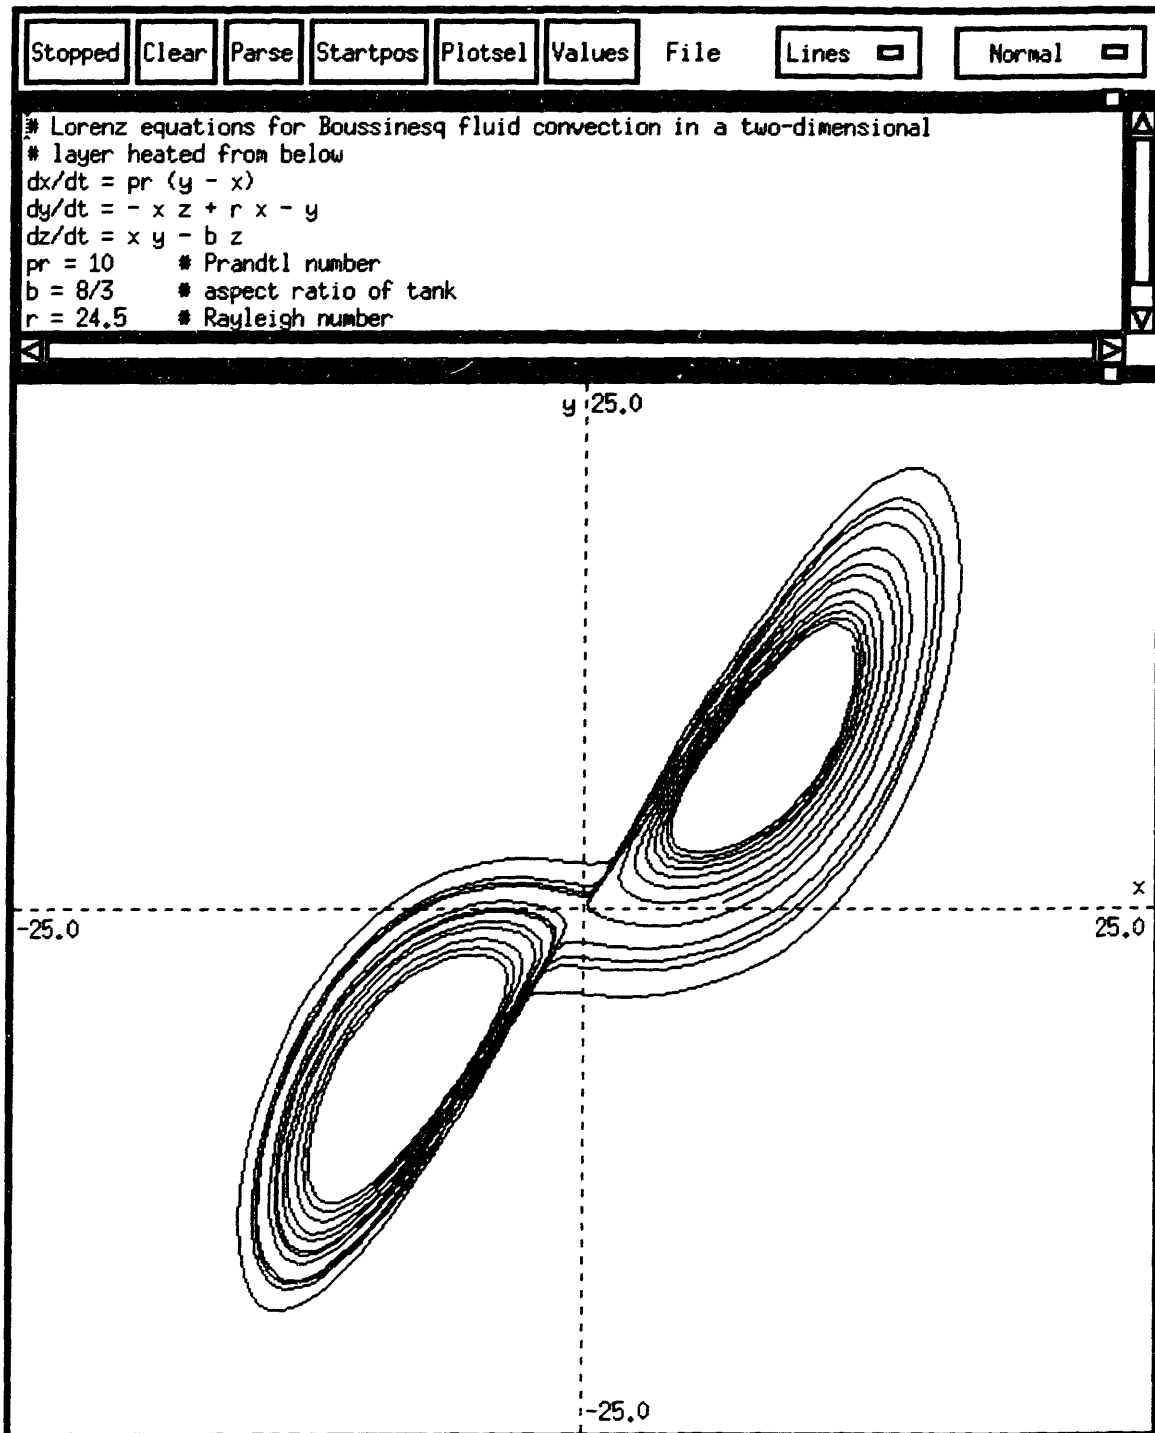 Stopped Clear Parse Startpos Plotsel Values File Lines Normal
# Lorenz equations for Boussinesq fluid convection in a two-dimensional
# layer heated from below
dx/dt = pr (y - x)
dy/dt = - x z + r x - y
dz/dt = x y - b z
pr = 10 # Prandtl number
b = 8/3 # aspect ratio of tank
r = 24.5 # Rayleigh number
y 25.0
x
-25.0 25.0
-25.0